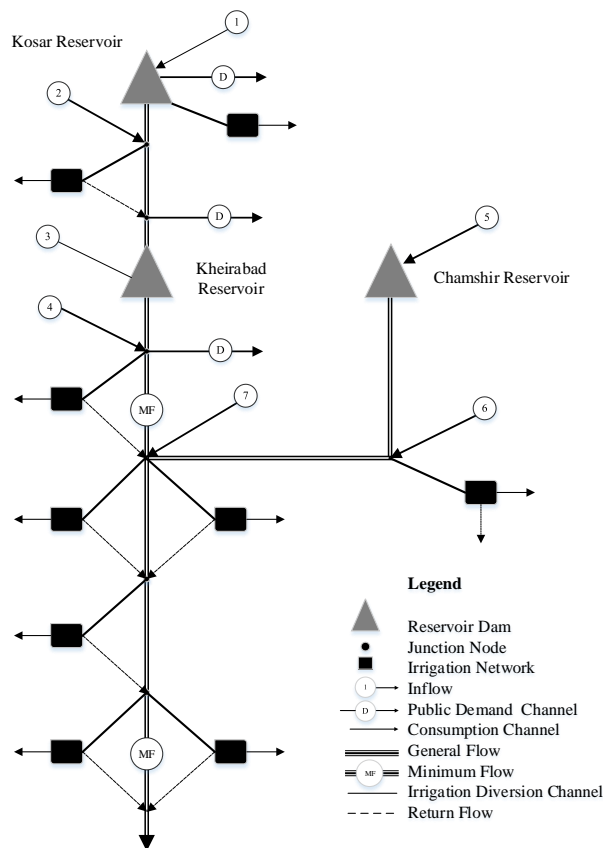 1
Kosar Reservoir
D
2
D
3
5
Kheirabad
Reservoir
Chamshir Reservoir
4
D
MF
7
6
Legend
Reservoir Dam
Junction Node
Irrigation Network
1
Inflow
D
Public Demand Channel
Consumption Channel
General Flow
MF
Minimum Flow
Irrigation Diversion Channel
MF
Return Flow